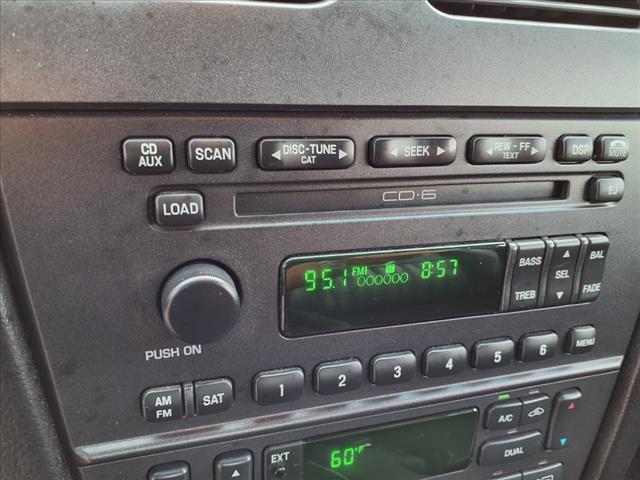 CD AUX
SCAN
DISC-TUNE
CAT
SEEK
REW - FF
TEXT
DSP
MUTE
LOAD
CD·6
EJ
95.1 FM1 8:57
BASS
TREB
SEL
BAL
FADE
PUSH ON
1 2 3 4 5 6 MENU
AM
FM
SAT
A/C
EXT
60°F
DUAL